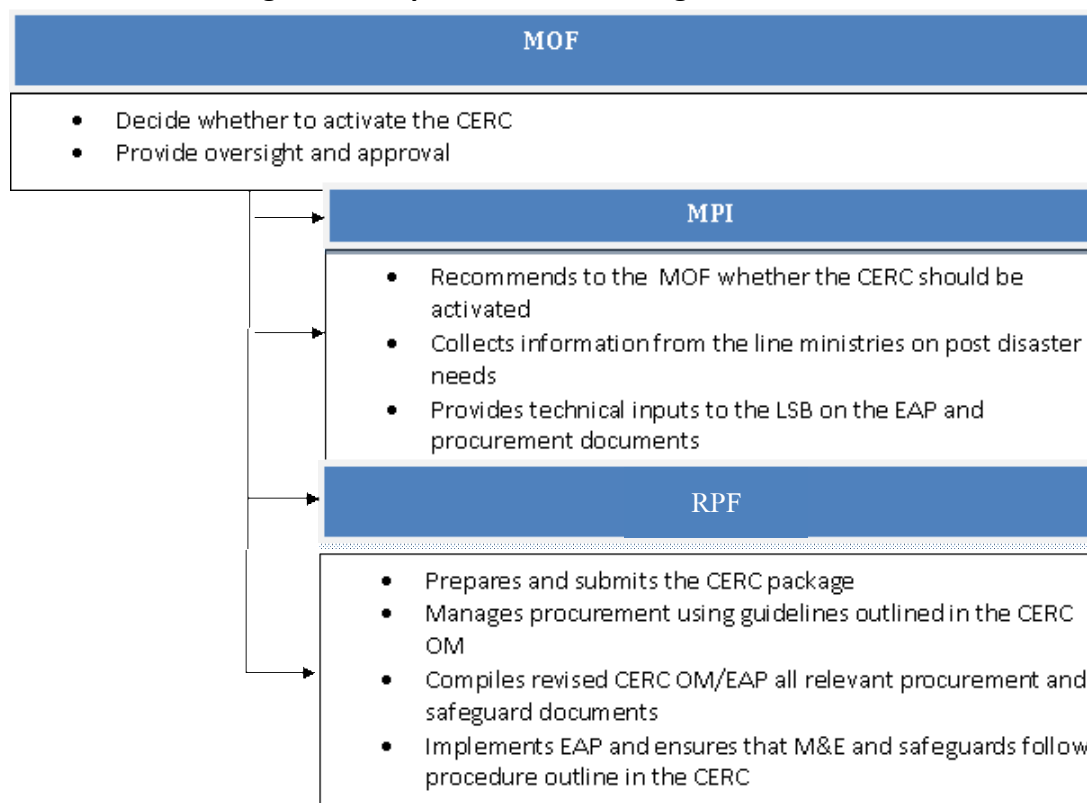 MOF
• Decide whether to activate the CERC
• Provide oversight and approval
MPI
• Recommends to the MOF whether the CERC should be
activated
• Collects information from the line ministries on post disaster
needs
• Provides technical inputs to the LSB on the EAP and
procurement documents
RPF
• Prepares and submits the CERC package
• Manages procurement using guidelines outlined in the CERC
OM
• Compiles revised CERC OM/EAP all relevant procurement and
safeguard documents
• Implements EAP and ensures that M&E and safeguards follow
procedure outline in the CERC